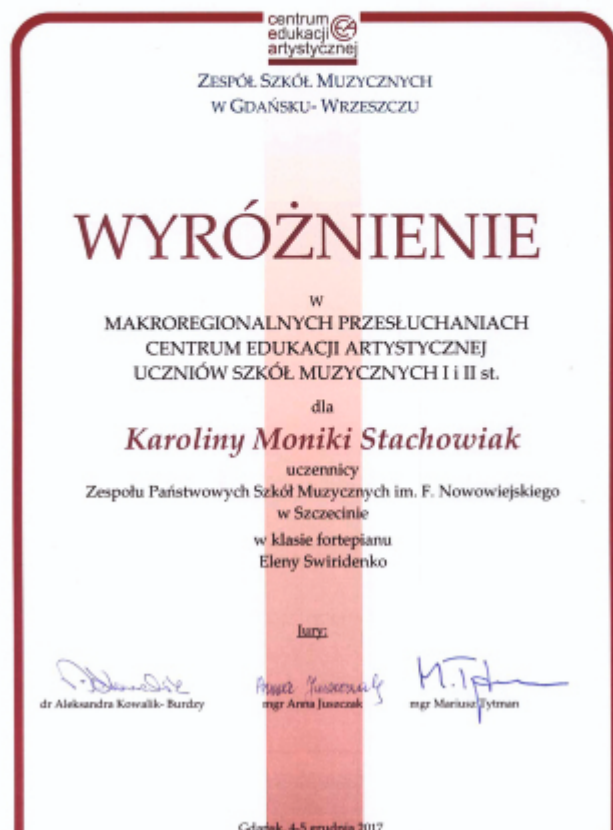 centrum
edukacji
artystycznej
ZESPÓŁ SZKÓŁ MUZYCZNYCH
W GDAŃSKU- WRZESZCZU
WYRÓŻNIENIE
w
MAKROREGIONALNYCH PRZESŁUCHANIACH
CENTRUM EDUKACJI ARTYSTYCZNEJ
UCZNIÓW SZKÓŁ MUZYCZNYCH I i II st.
dla
Karoliny Moniki Stachowiak
uczennicy
Zespołu Państwowych Szkół Muzycznych im. F. Nowowiejskiego
w Szczecinie
w klasie fortepianu
Eleny Swiridenko
Jury:
dr Aleksandra Kowalik- Burdzy mgr Anna Juszczak mgr Mariusz Tytman
Gdańsk, 4-5 grudnia 2017